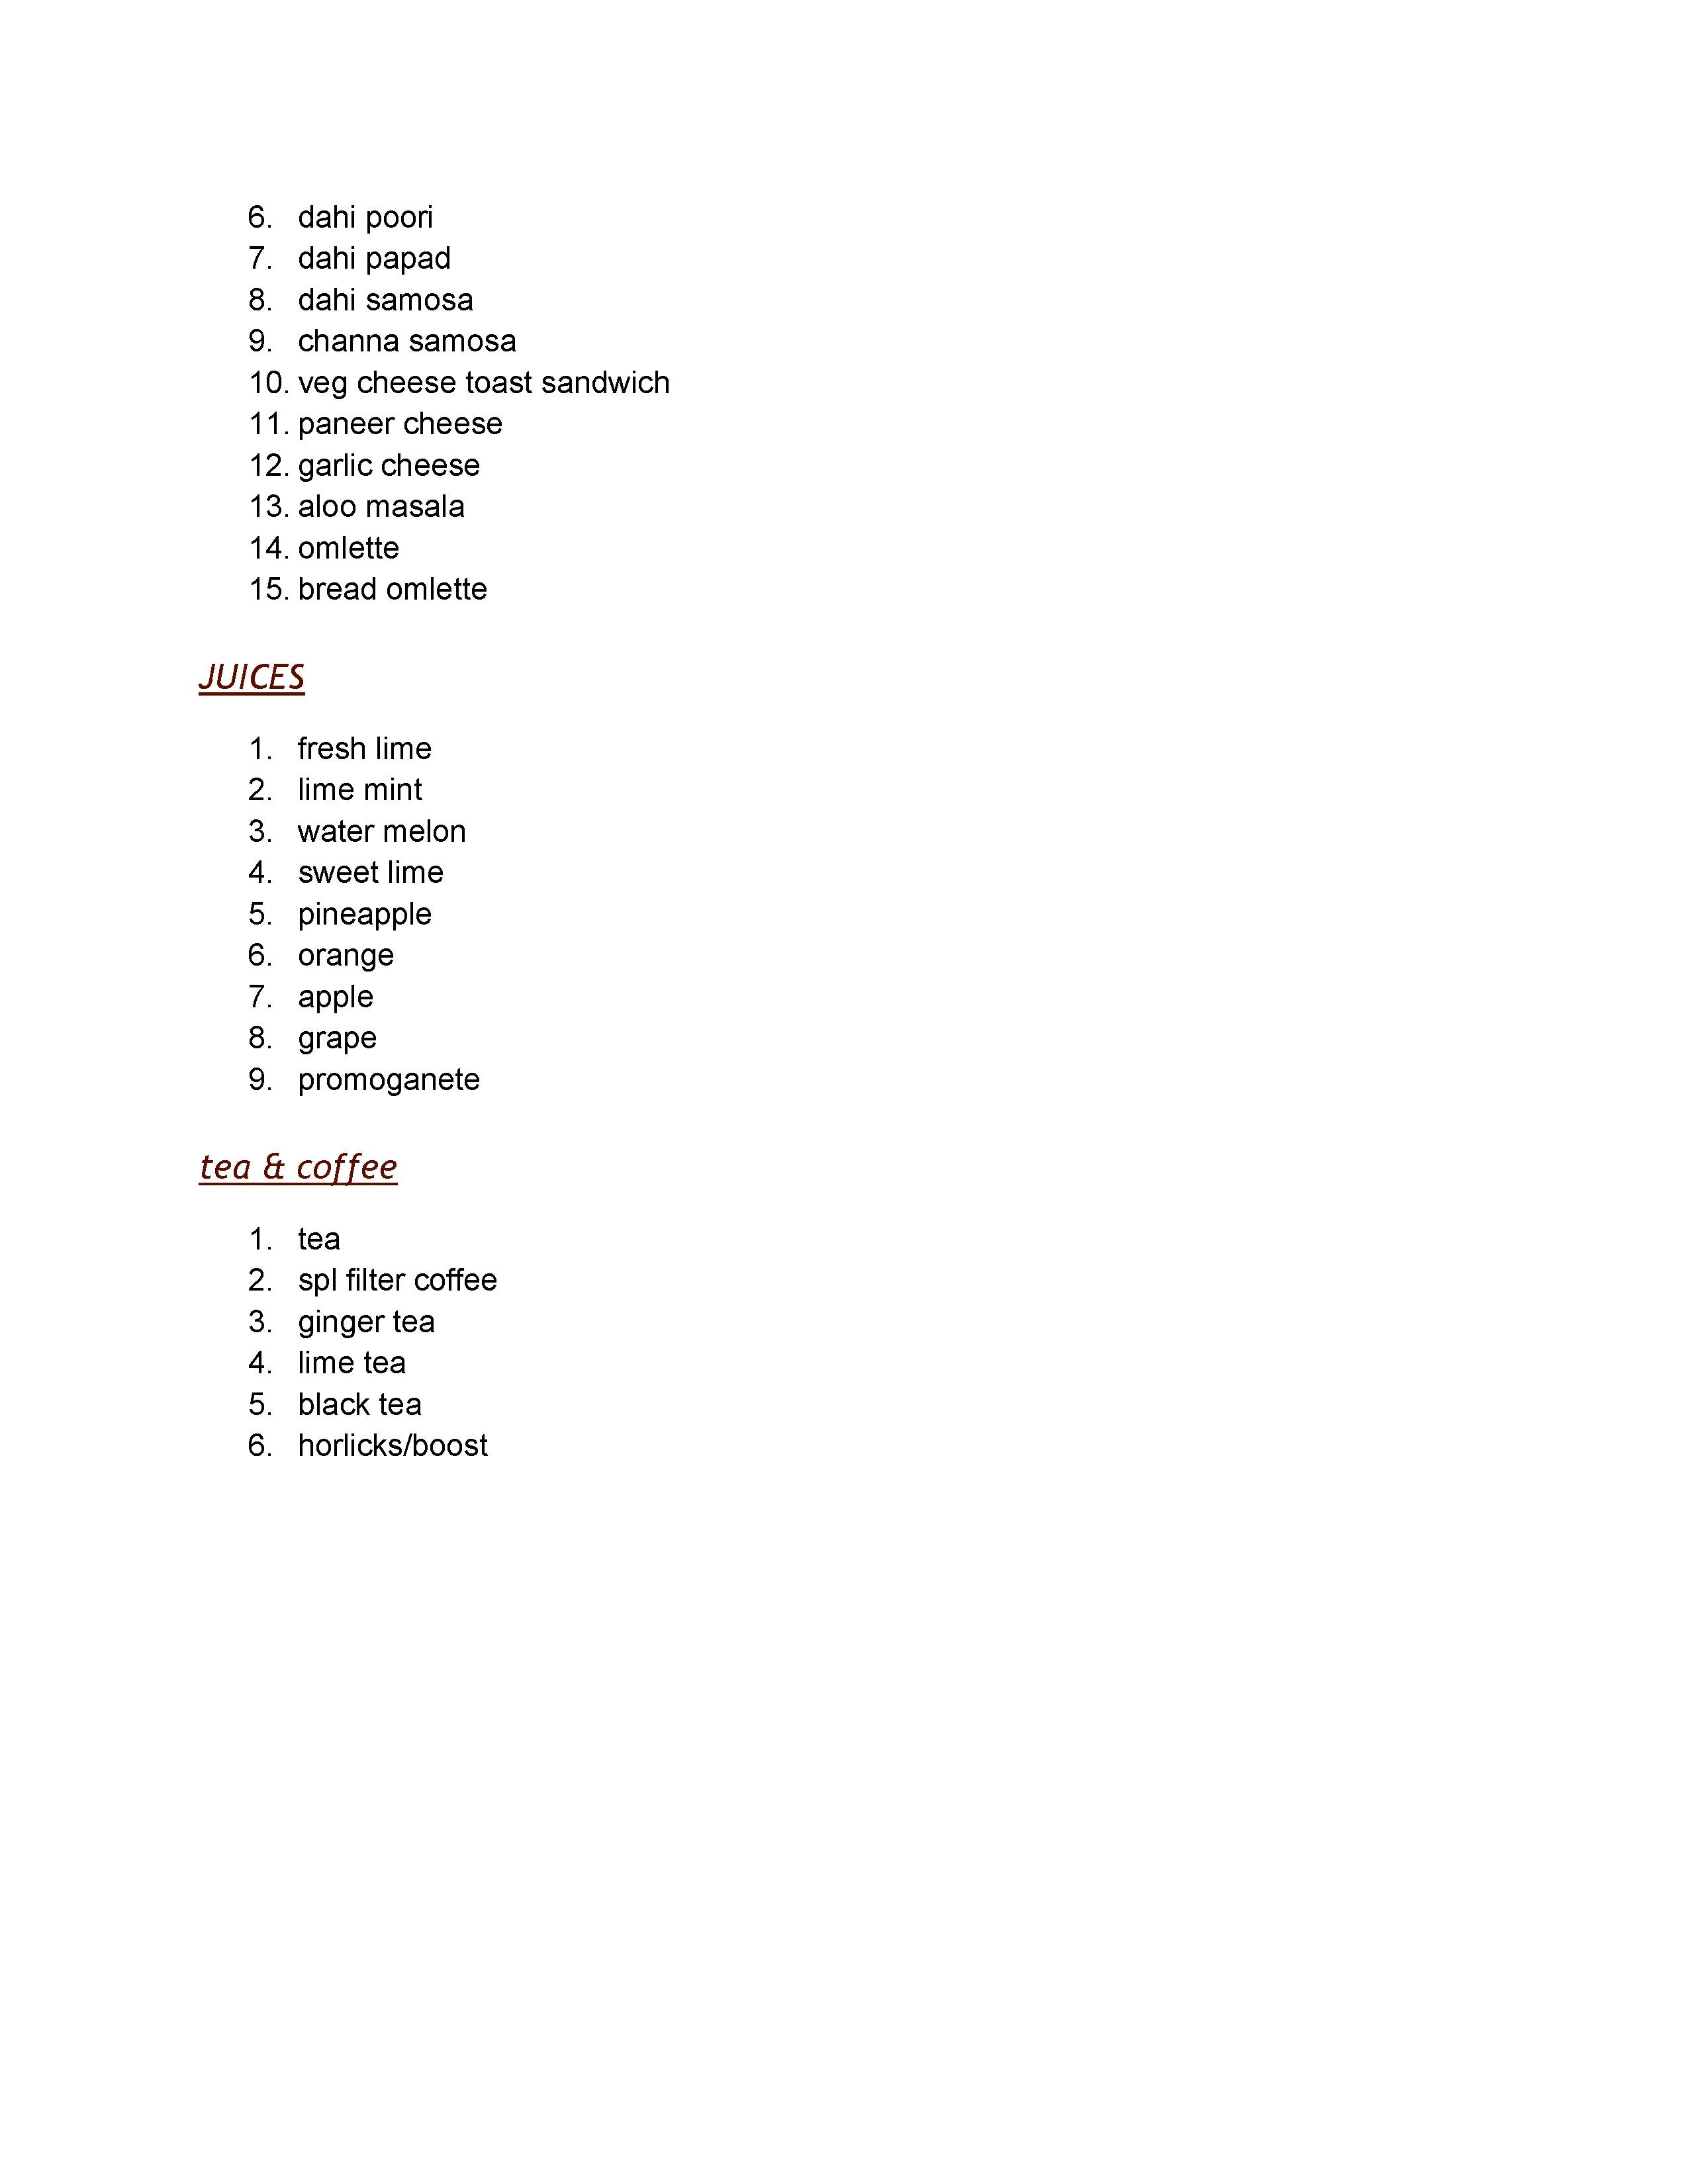 6. dahi poori
7. dahi papad
8. dahi samosa
9. channa samosa
10. veg cheese toast sandwich
11. paneer cheese
12. garlic cheese
13. aloo masala
14. omlette
15. bread omlette
JUICES
1. fresh lime
2. lime mint
3. water melon
4. sweet lime
5. pineapple
6. orange
7. apple
8. grape
9. promoganete
tea & coffee
1. tea
2. spl filter coffee
3. ginger tea
4. lime tea
5. black tea
6. horlicks/boost